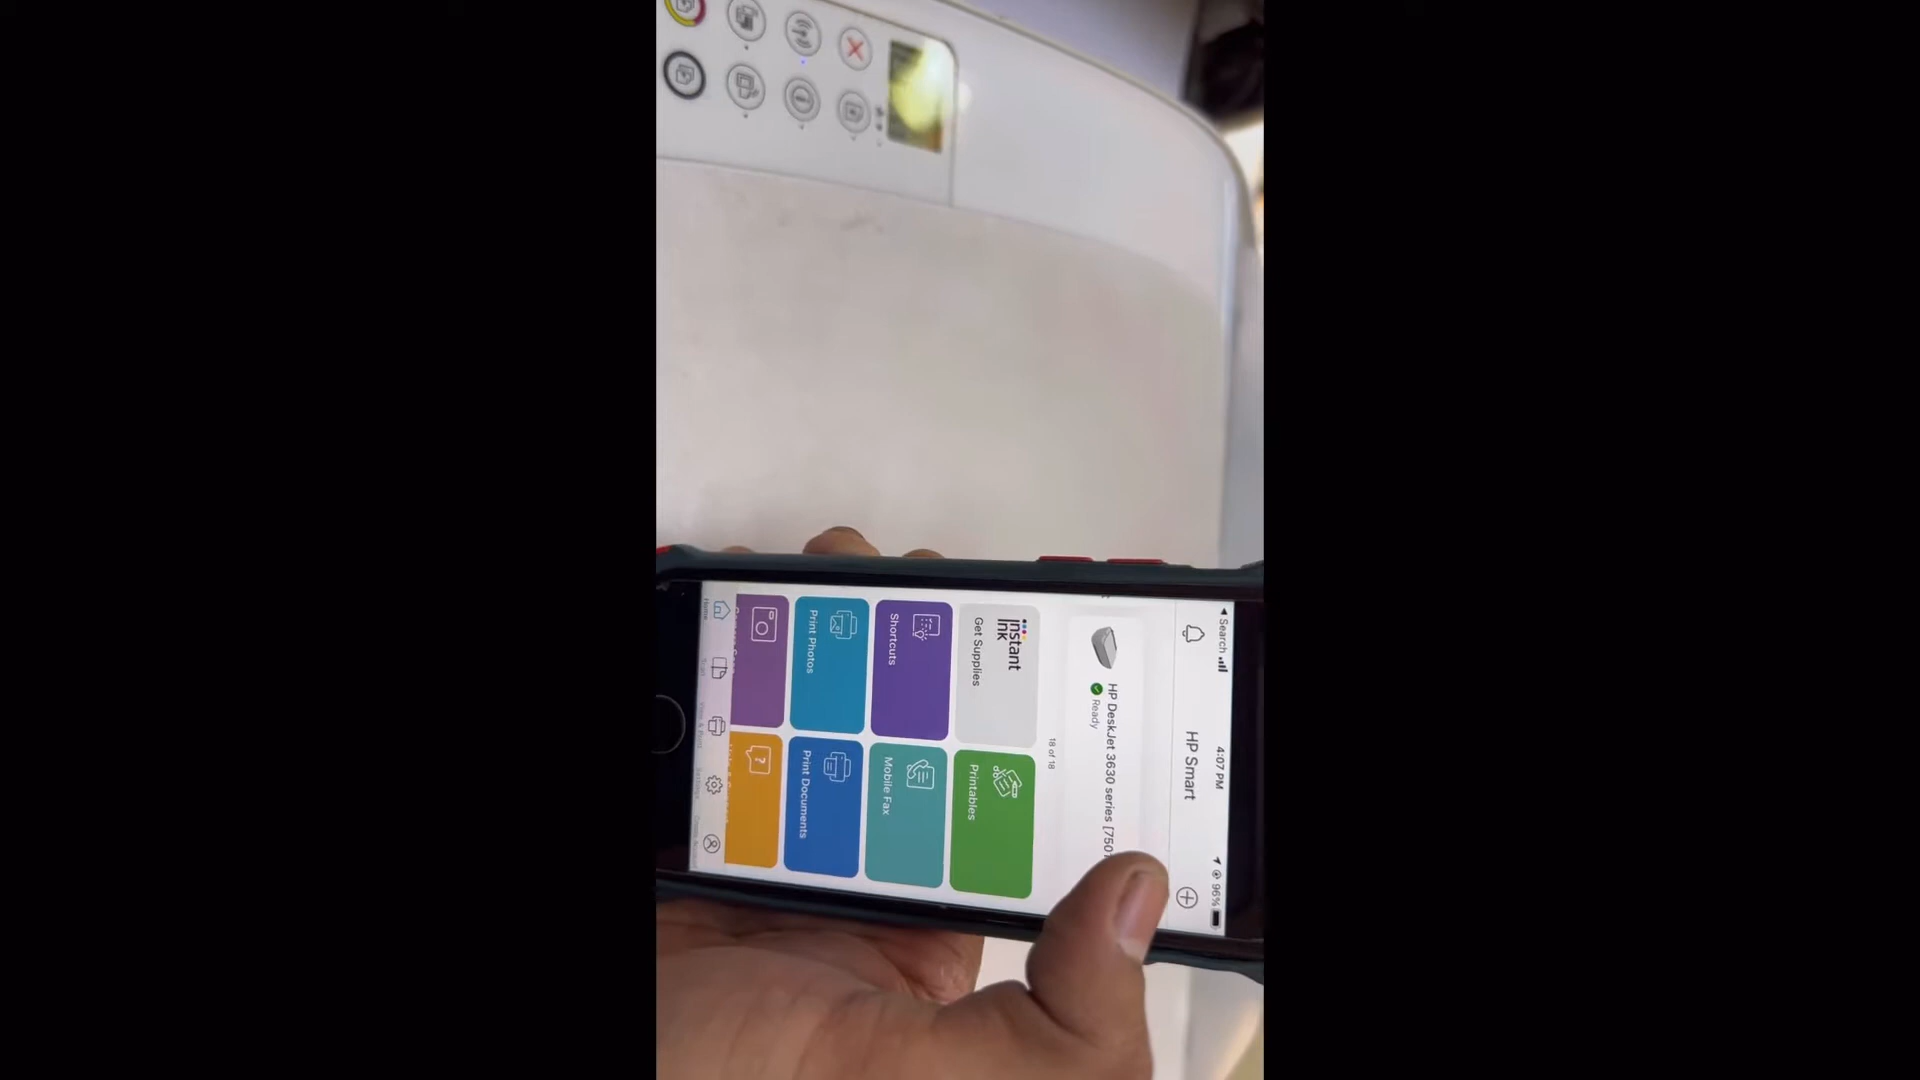 Search 4:07 PM 96%
HP Smart
HP DeskJet 3630 series [750
Ready
18 of 18
Instant
Ink
Get Supplies
Printables
Shortcuts
Mobile Fax
Print Photos
Print Documents
Home